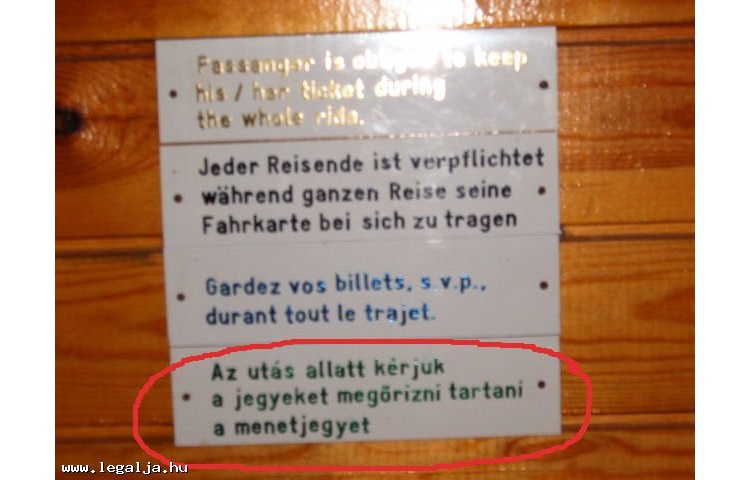 Passanger is obliged to keep
his / her ticket during
the whole ride.
Jeder Reisende ist verpflichtet
während ganzen Reise seine
Fahrkarte bei sich zu tragen
Gardez vos billets, s.v.p.,
durant tout le trajet.
Az utás allatt kérjuk
a jegyeket megőrizni tartani
a menetjegyet
www.legalja.hu